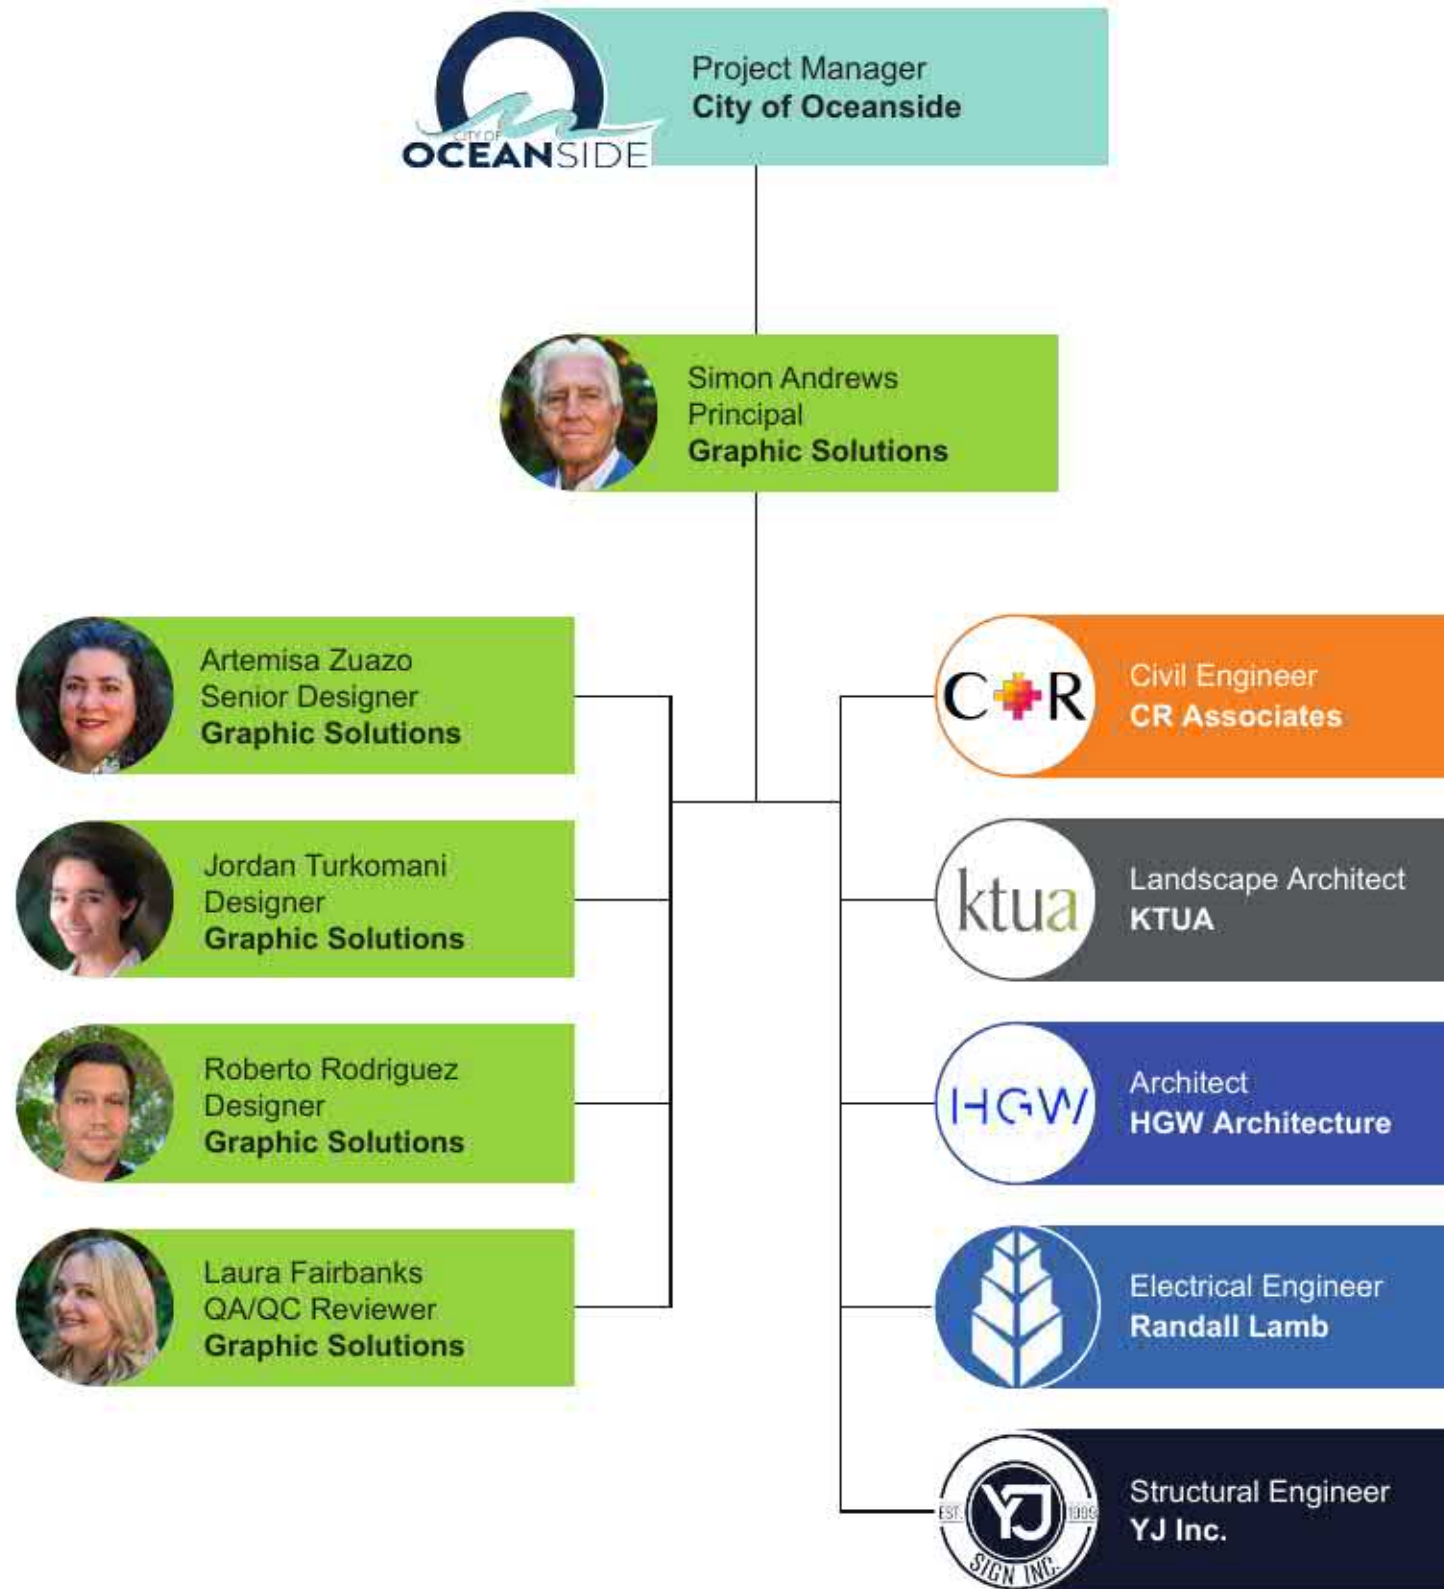 CITY OF
OCEANSIDE
Project Manager
City of Oceanside
Simon Andrews
Principal
Graphic Solutions
Artemisa Zuazo
Senior Designer
Graphic Solutions
Jordan Turkomani
Designer
Graphic Solutions
Roberto Rodriguez
Designer
Graphic Solutions
Laura Fairbanks
QA/QC Reviewer
Graphic Solutions
C R
Civil Engineer
CR Associates
ktua
Landscape Architect
KTUA
HGW
Architect
HGW Architecture
Electrical Engineer
Randall Lamb
EST.
YJ
SIGN INC.
Structural Engineer
YJ Inc.